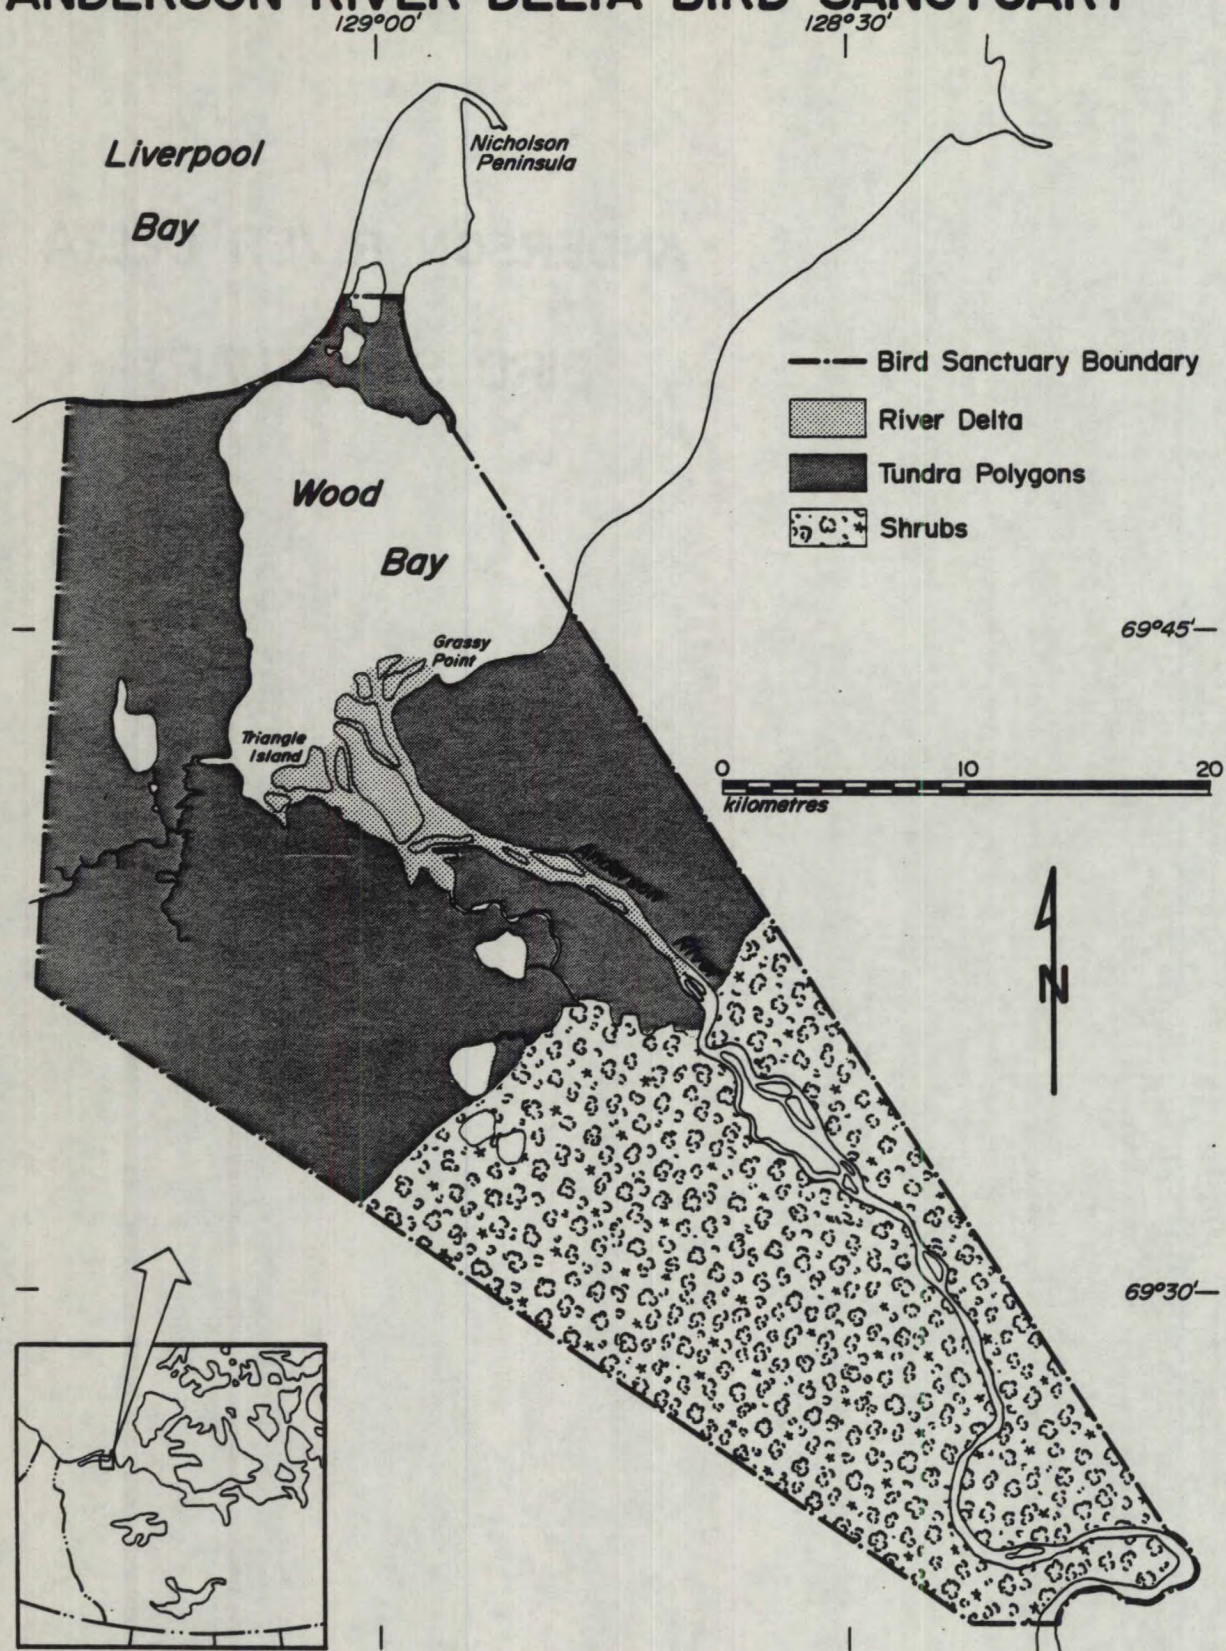 ANDERSON RIVER DELTA BIRD SANCTUARY
129°00'
128°30'
Liverpool
Bay
Nicholson
Peninsula
Bird Sanctuary Boundary
River Delta
Tundra Polygons
Shrubs
Wood
Bay
69°45'
Grassy
Point
Triangle
Island
0 10 20
kilometres
Anderson
River
N
69°30'